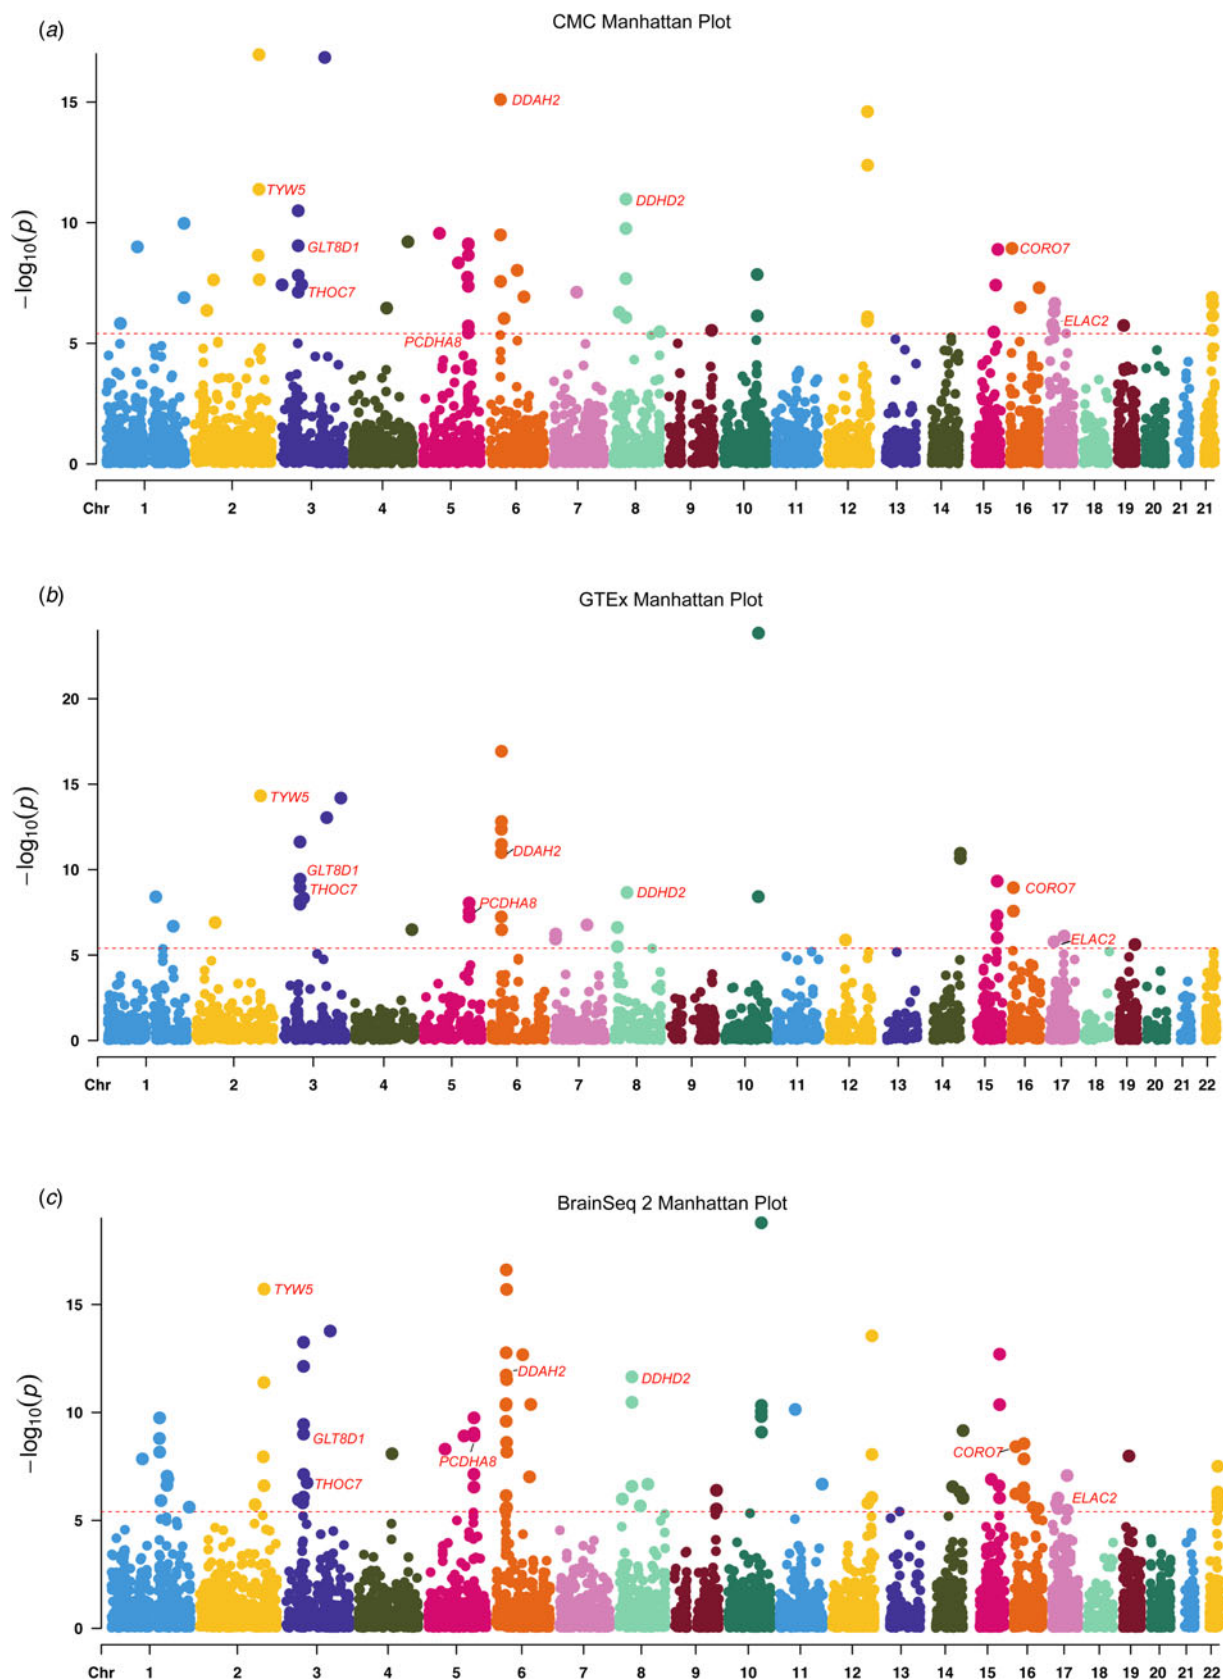 (a)
CMC Manhattan Plot
−log10(p)
15
10
5
0
DDAH2
TYW5
DDHD2
GLT8D1
CORO7
THOC7
ELAC2
PCDHA8
Chr 1 2 3 4 5 6 7 8 9 10 11 12 13 14 15 16 17 18 19 20 21 21
(b)
GTEx Manhattan Plot
−log10(p)
20
15
10
5
0
TYW5
DDAH2
GLT8D1
THOC7
DDHD2
CORO7
PCDHA8
ELAC2
Chr 1 2 3 4 5 6 7 8 9 10 11 12 13 14 15 16 17 18 19 20 21 22
(c)
BrainSeq 2 Manhattan Plot
−log10(p)
15
10
5
0
TYW5
DDAH2
DDHD2
GLT8D1
PCDHA8
CORO7
THOC7
ELAC2
Chr 1 2 3 4 5 6 7 8 9 10 11 12 13 14 15 16 17 18 19 20 21 22